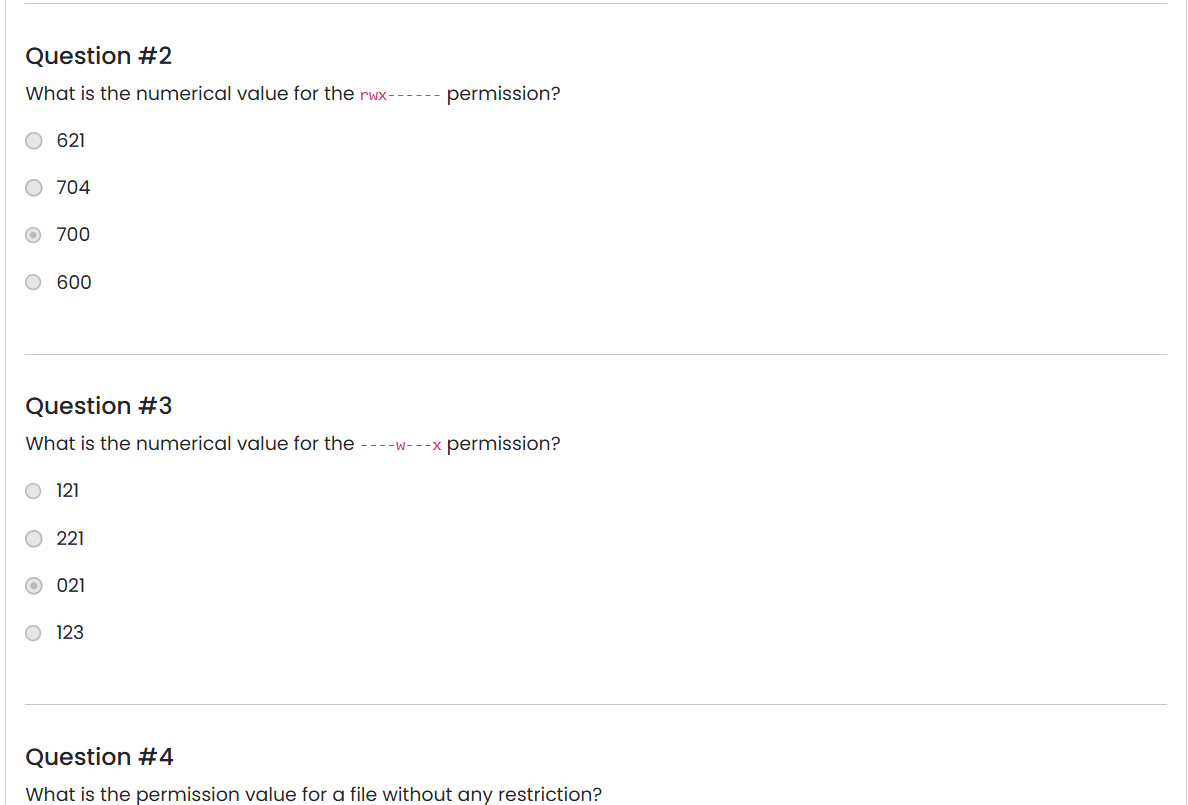 Question #2
What is the numerical value for the rwx------ permission?
621
704
700
600
Question #3
What is the numerical value for the ----w---x permission?
121
221
021
123
Question #4
What is the permission value for a file without any restriction?